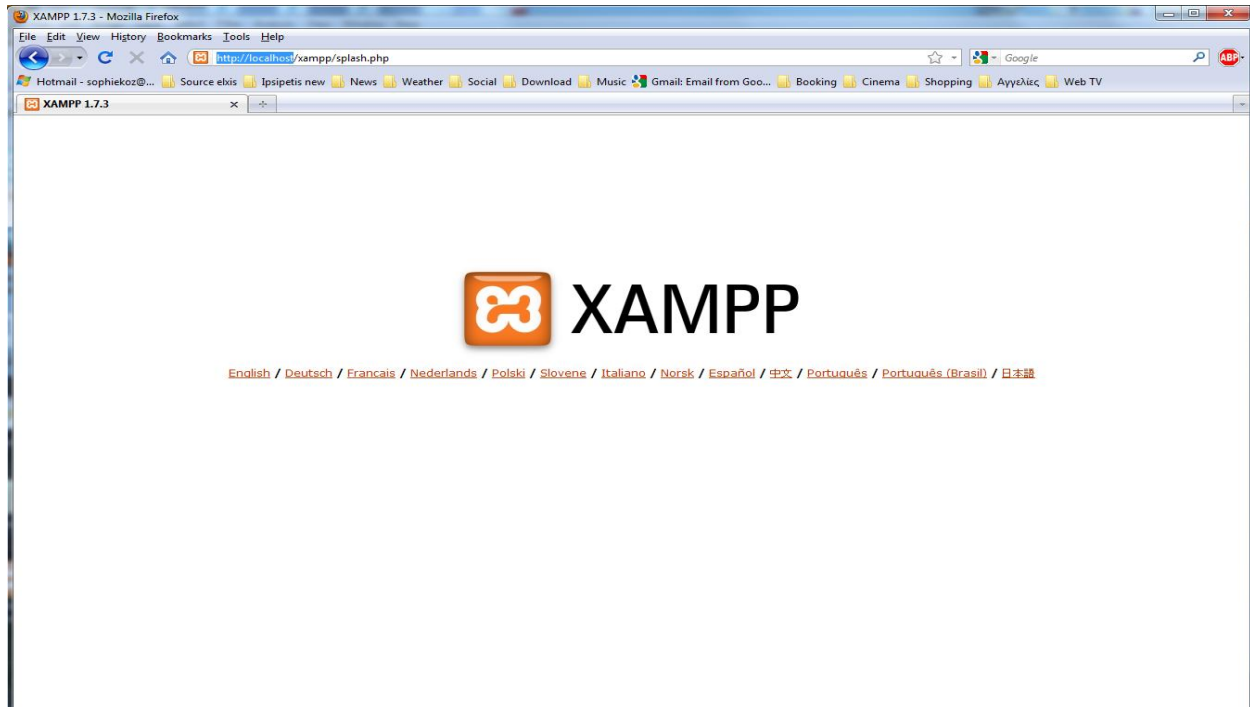 XAMPP 1.7.3 - Mozilla Firefox
File Edit View History Bookmarks Tools Help
http://localhost/xampp/splash.php Google ABP
Hotmail - sophiekoz@... Source elxis Ipsipetis new News Weather Social Download Music Gmail: Email from Goo... Booking Cinema Shopping Αγγελίες Web TV
XAMPP 1.7.3
XAMPP
English / Deutsch / Francais / Nederlands / Polski / Slovene / Italiano / Norsk / Español / 中文 / Português / Português (Brasil) / 日本語